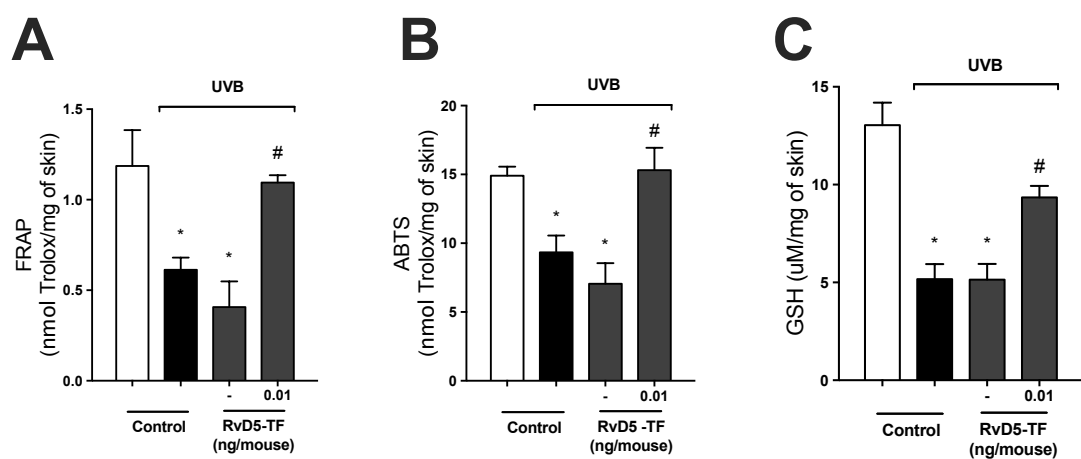 A
UVB
FRAP
(nmol Trolox/mg of skin)
1.5
1.0
0.5
0.0
*
*
#
- 0.01
Control RvD5-TF
(ng/mouse)
B
UVB
ABTS
(nmol Trolox/mg of skin)
20
15
10
5
0
*
*
#
- 0.01
Control RvD5 -TF
(ng/mouse)
C
UVB
GSH (uM/mg of skin)
15
10
5
0
*
*
#
- 0.01
Control RvD5-TF
(ng/mouse)